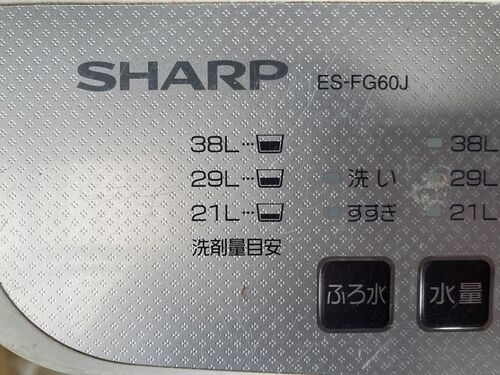 SHARP ES-FG60J
38L… 38L
29L… 洗い 29L
21L… すすぎ 21L
洗剤量目安
ふろ水 水量